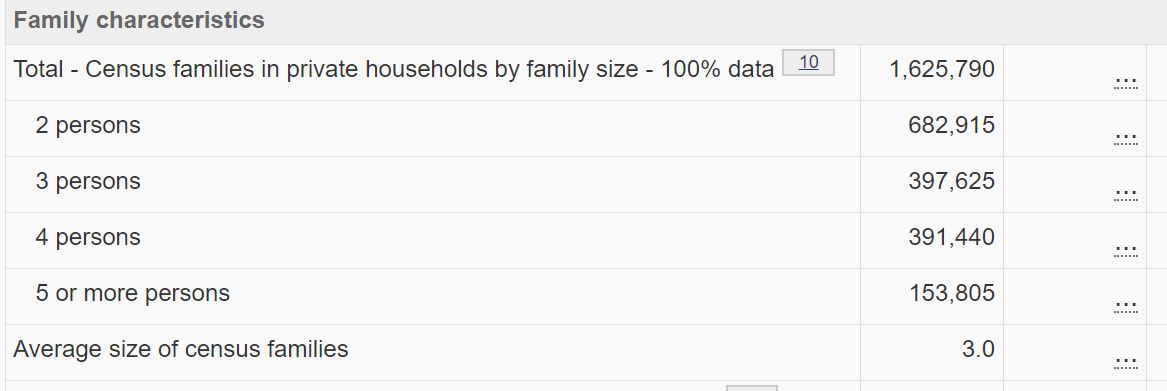 Family characteristics
Total - Census families in private households by family size - 100% data 10 1,625,790 ...
2 persons 682,915 ...
3 persons 397,625 ...
4 persons 391,440 ...
5 or more persons 153,805 ...
Average size of census families 3.0 ...